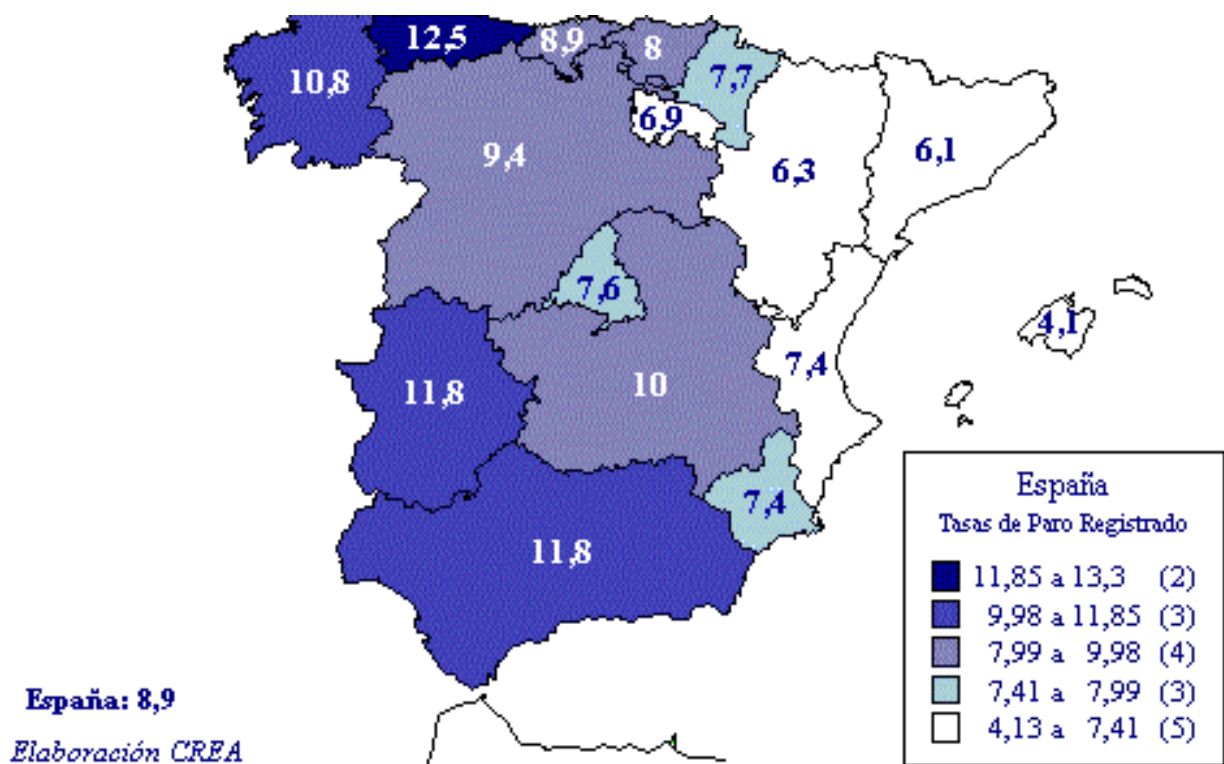 12,5
8,9
8
7,7
10,8
6,9
9,4
6,3
6,1
7,6
4,1
7,4
11,8
10
7,4
11,8
España
Tasas de Paro Registrado
11,85 a 13,3 (2)
9,98 a 11,85 (3)
7,99 a 9,98 (4)
7,41 a 7,99 (3)
4,13 a 7,41 (5)
España: 8,9
Elaboración CREA